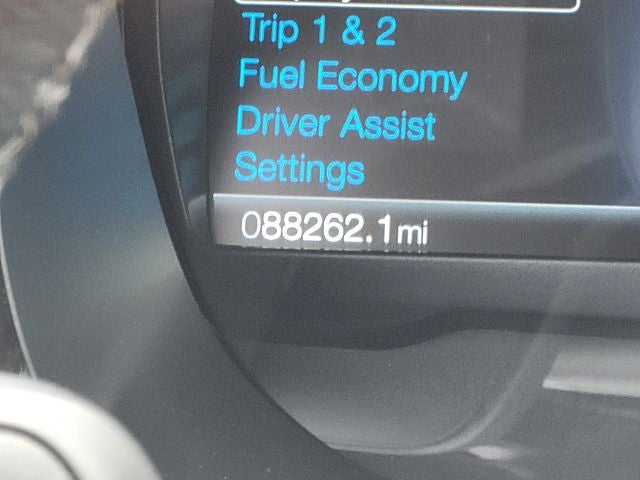 Trip 1 & 2
Fuel Economy
Driver Assist
Settings
088262.1mi